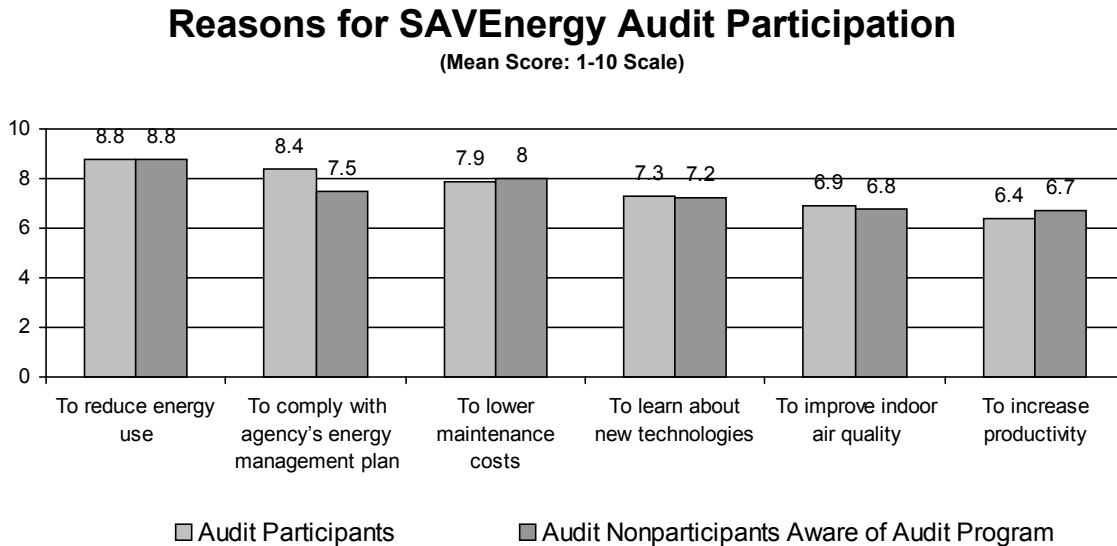 Reasons for SAVEnergy Audit Participation
(Mean Score: 1-10 Scale)
10
8
6
4
2
0
8.8
8.8
8.4
7.5
7.9
8
7.3
7.2
6.9
6.8
6.4
6.7
To reduce energy
use
To comply with
agency’s energy
management plan
To lower
maintenance
costs
To learn about
new technologies
To improve indoor
air quality
To increase
productivity
Audit Participants
Audit Nonparticipants Aware of Audit Program